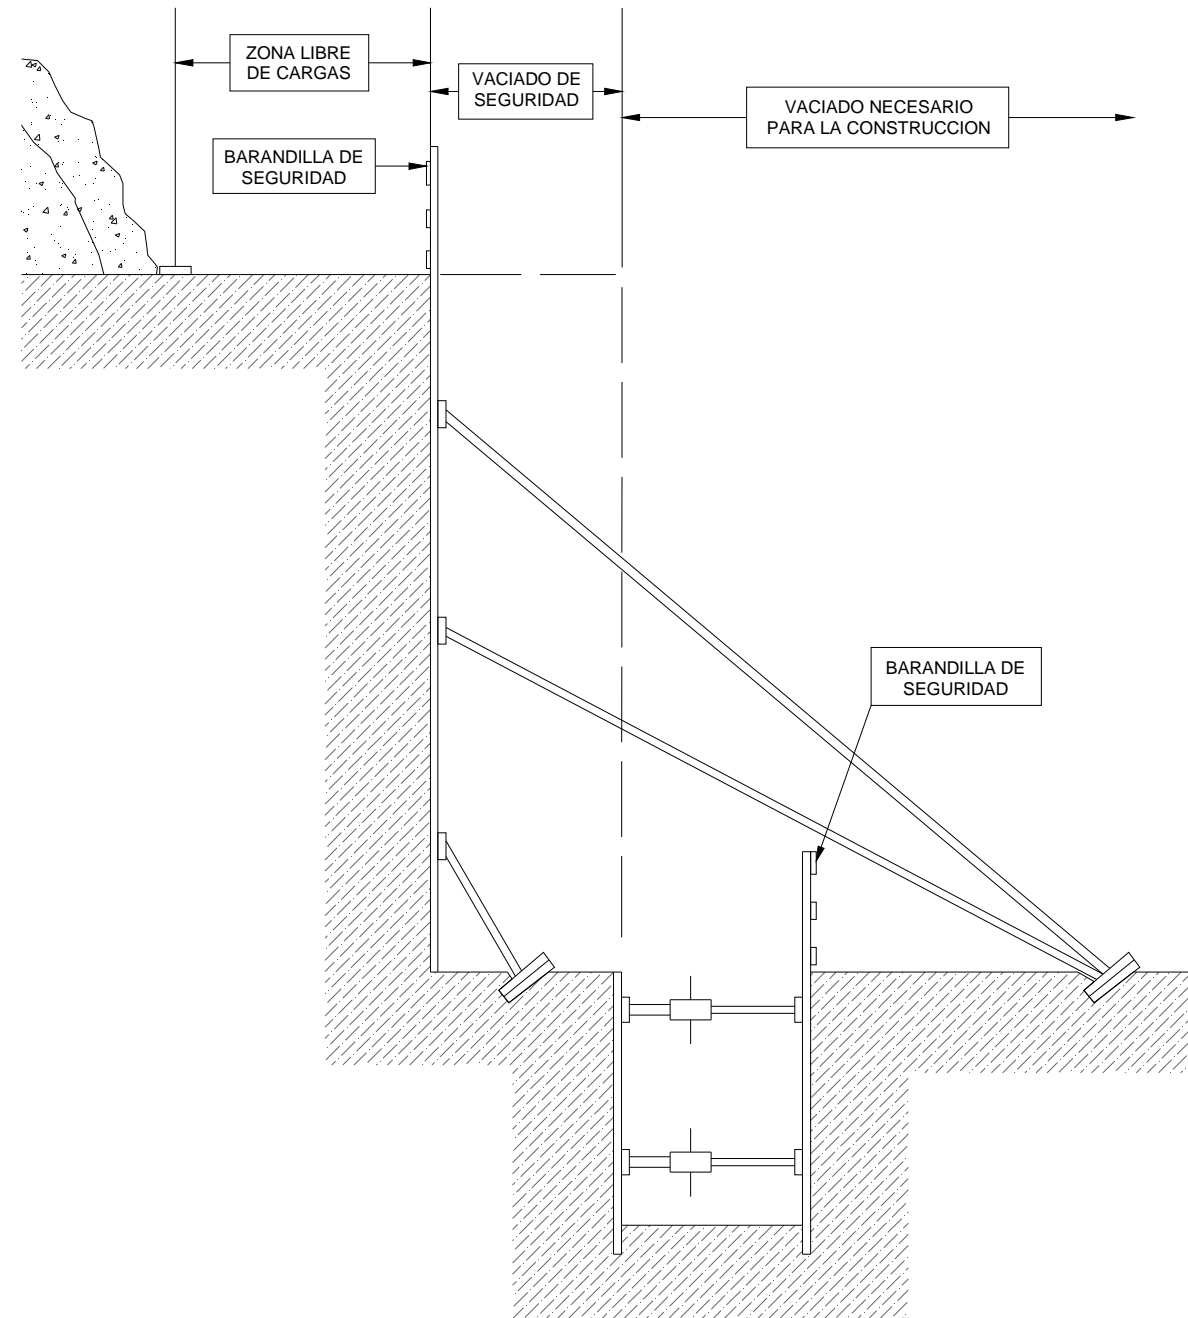 ZONA LIBRE
DE CARGAS
VACIADO DE
SEGURIDAD
VACIADO NECESARIO
PARA LA CONSTRUCCION
BARANDILLA DE
SEGURIDAD
BARANDILLA DE
SEGURIDAD